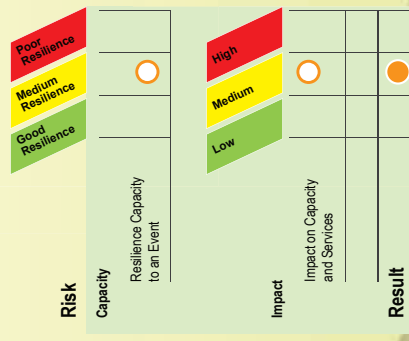 Risk
Capacity
Poor
Resilience
Medium
Resilience
Good
Resilience
Resilience Capacity
to an Event
Impact
High
Medium
Low
Impact on Capacity
and Services
Result